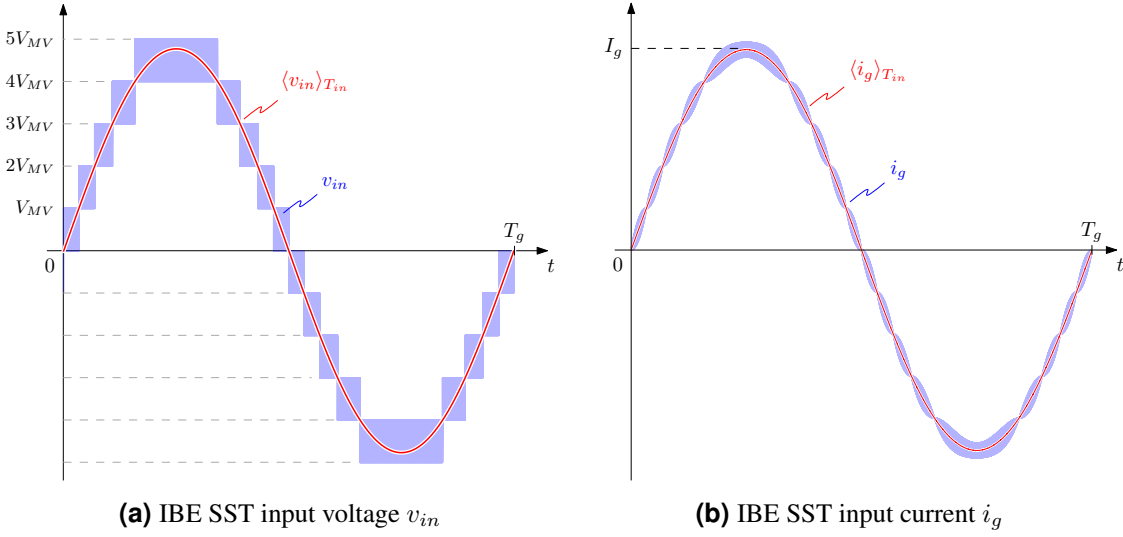 5V_{MV}
4V_{MV}
3V_{MV}
2V_{MV}
V_{MV}
0
⟨v_{in}⟩_{T_{in}}
v_{in}
T_g
t
(a) IBE SST input voltage v_{in}
I_g
0
⟨i_g⟩_{T_{in}}
i_g
T_g
t
(b) IBE SST input current i_g